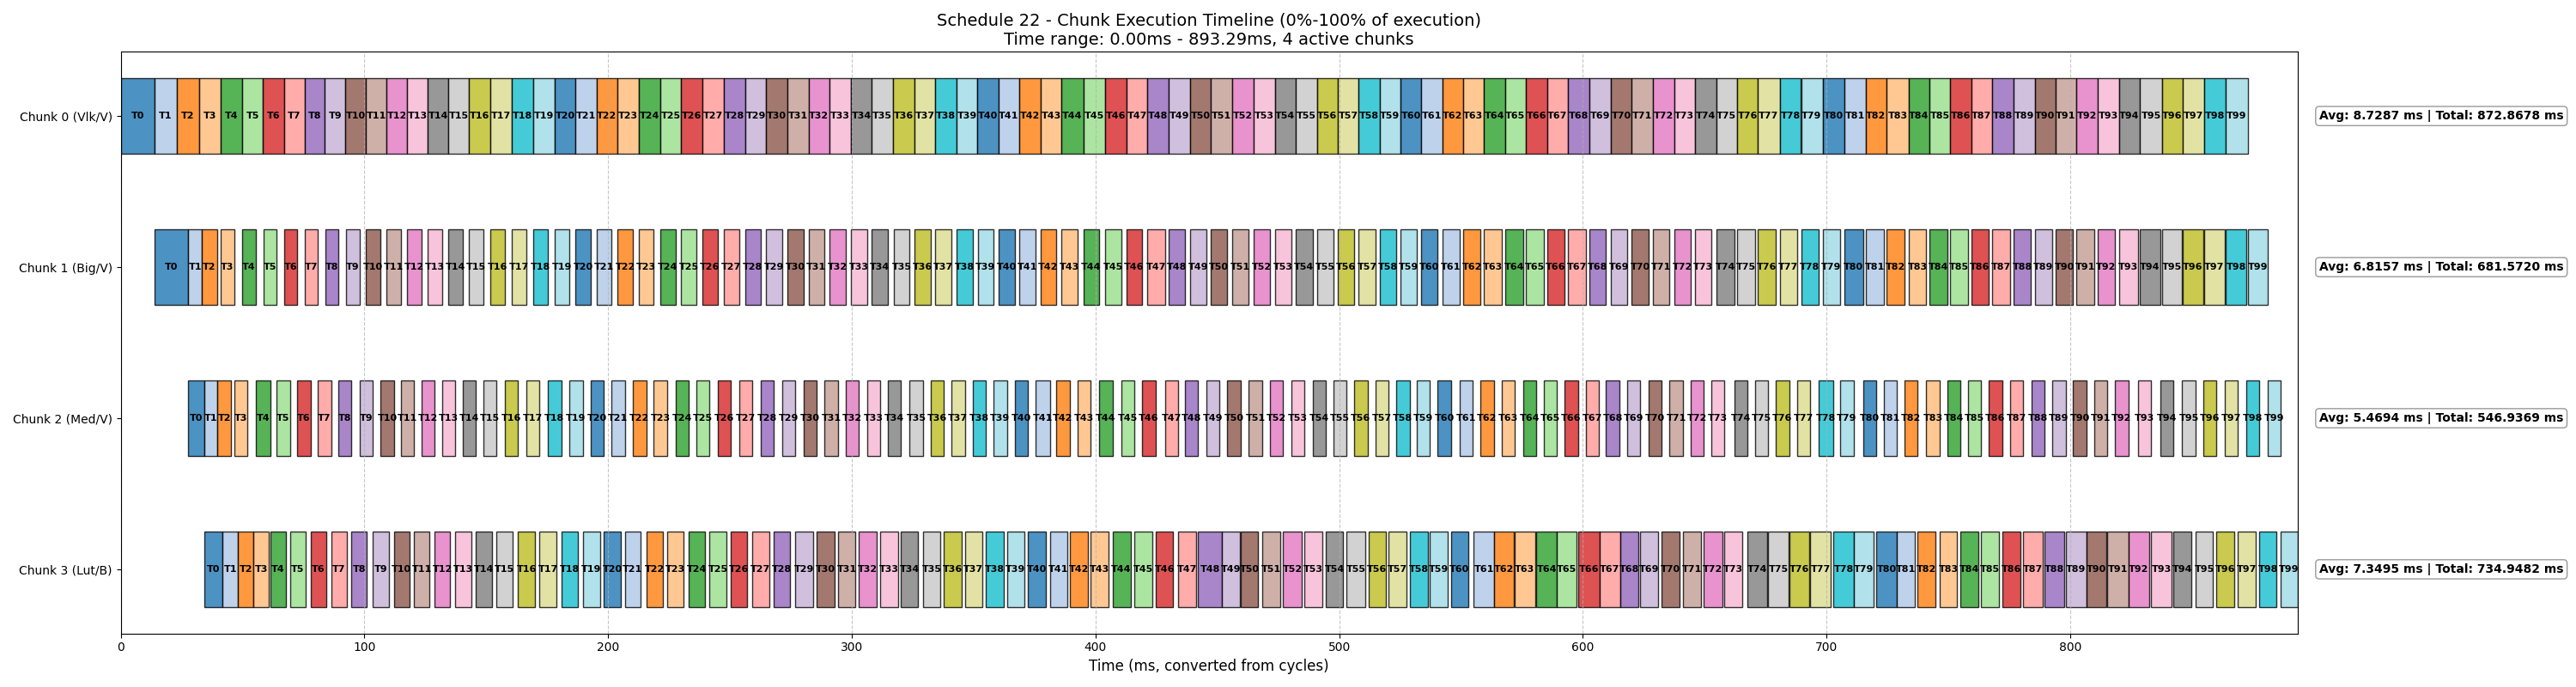 Schedule 22 - Chunk Execution Timeline (0%-100% of execution)
Time range: 0.00ms - 893.29ms, 4 active chunks
Chunk 0 (Vlk/V)
T0 T1 T2 T3 T4 T5 T6 T7 T8 T9 T10 T11 T12 T13 T14 T15 T16 T17 T18 T19 T20 T21 T22 T23 T24 T25 T26 T27 T28 T29 T30 T31 T32 T33 T34 T35 T36 T37 T38 T39 T40 T41 T42 T43 T44 T45 T46 T47 T48 T49 T50 T51 T52 T53 T54 T55 T56 T57 T58 T59 T60 T61 T62 T63 T64 T65 T66 T67 T68 T69 T70 T71 T72 T73 T74 T75 T76 T77 T78 T79 T80 T81 T82 T83 T84 T85 T86 T87 T88 T89 T90 T91 T92 T93 T94 T95 T96 T97 T98 T99
Avg: 8.7287 ms | Total: 872.8678 ms
Chunk 1 (Big/V)
T0 T1 T2 T3 T4 T5 T6 T7 T8 T9 T10 T11 T12 T13 T14 T15 T16 T17 T18 T19 T20 T21 T22 T23 T24 T25 T26 T27 T28 T29 T30 T31 T32 T33 T34 T35 T36 T37 T38 T39 T40 T41 T42 T43 T44 T45 T46 T47 T48 T49 T50 T51 T52 T53 T54 T55 T56 T57 T58 T59 T60 T61 T62 T63 T64 T65 T66 T67 T68 T69 T70 T71 T72 T73 T74 T75 T76 T77 T78 T79 T80 T81 T82 T83 T84 T85 T86 T87 T88 T89 T90 T91 T92 T93 T94 T95 T96 T97 T98 T99
Avg: 6.8157 ms | Total: 681.5720 ms
Chunk 2 (Med/V)
T0 T1 T2 T3 T4 T5 T6 T7 T8 T9 T10 T11 T12 T13 T14 T15 T16 T17 T18 T19 T20 T21 T22 T23 T24 T25 T26 T27 T28 T29 T30 T31 T32 T33 T34 T35 T36 T37 T38 T39 T40 T41 T42 T43 T44 T45 T46 T47 T48 T49 T50 T51 T52 T53 T54 T55 T56 T57 T58 T59 T60 T61 T62 T63 T64 T65 T66 T67 T68 T69 T70 T71 T72 T73 T74 T75 T76 T77 T78 T79 T80 T81 T82 T83 T84 T85 T86 T87 T88 T89 T90 T91 T92 T93 T94 T95 T96 T97 T98 T99
Avg: 5.4694 ms | Total: 546.9369 ms
Chunk 3 (Lut/B)
T0 T1 T2 T3 T4 T5 T6 T7 T8 T9 T10 T11 T12 T13 T14 T15 T16 T17 T18 T19 T20 T21 T22 T23 T24 T25 T26 T27 T28 T29 T30 T31 T32 T33 T34 T35 T36 T37 T38 T39 T40 T41 T42 T43 T44 T45 T46 T47 T48 T49 T50 T51 T52 T53 T54 T55 T56 T57 T58 T59 T60 T61 T62 T63 T64 T65 T66 T67 T68 T69 T70 T71 T72 T73 T74 T75 T76 T77 T78 T79 T80 T81 T82 T83 T84 T85 T86 T87 T88 T89 T90 T91 T92 T93 T94 T95 T96 T97 T98 T99
Avg: 7.3495 ms | Total: 734.9482 ms
0 100 200 300 400 500 600 700 800
Time (ms, converted from cycles)